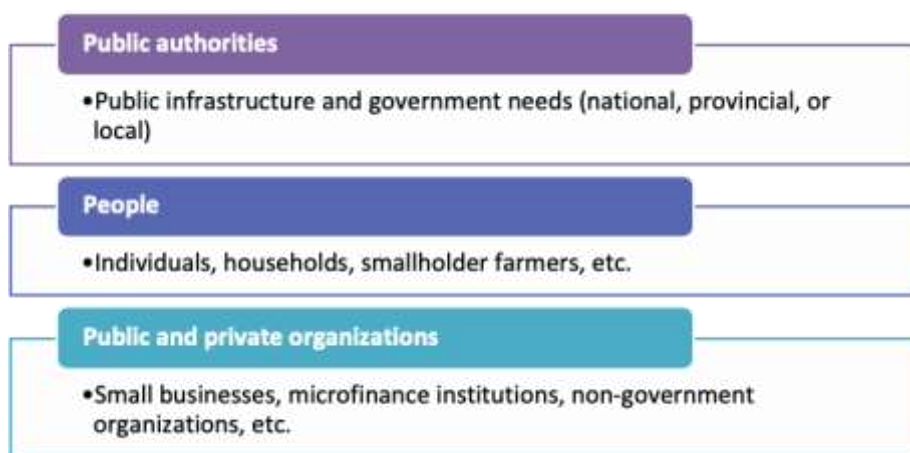 Public authorities
•Public infrastructure and government needs (national, provincial, or
local)
People
•Individuals, households, smallholder farmers, etc.
Public and private organizations
•Small businesses, microfinance institutions, non-government
organizations, etc.